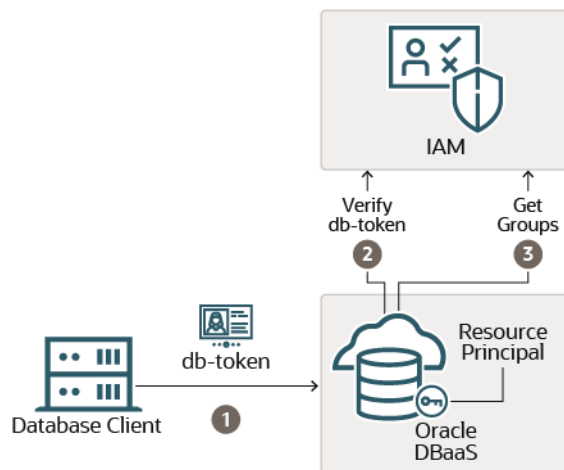 IAM
Verify
db-token
2
Get
Groups
3
db-token
1
Database Client
Resource
Principal
Oracle
DBaaS